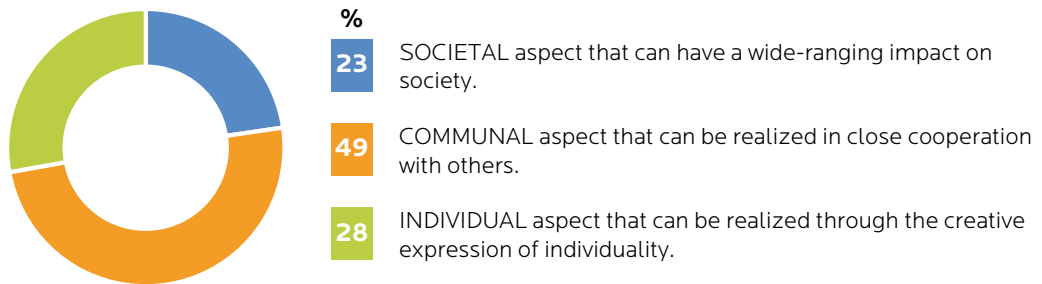 %
23
SOCIETAL aspect that can have a wide-ranging impact on
society.
49
COMMUNAL aspect that can be realized in close cooperation
with others.
28
INDIVIDUAL aspect that can be realized through the creative
expression of individuality.